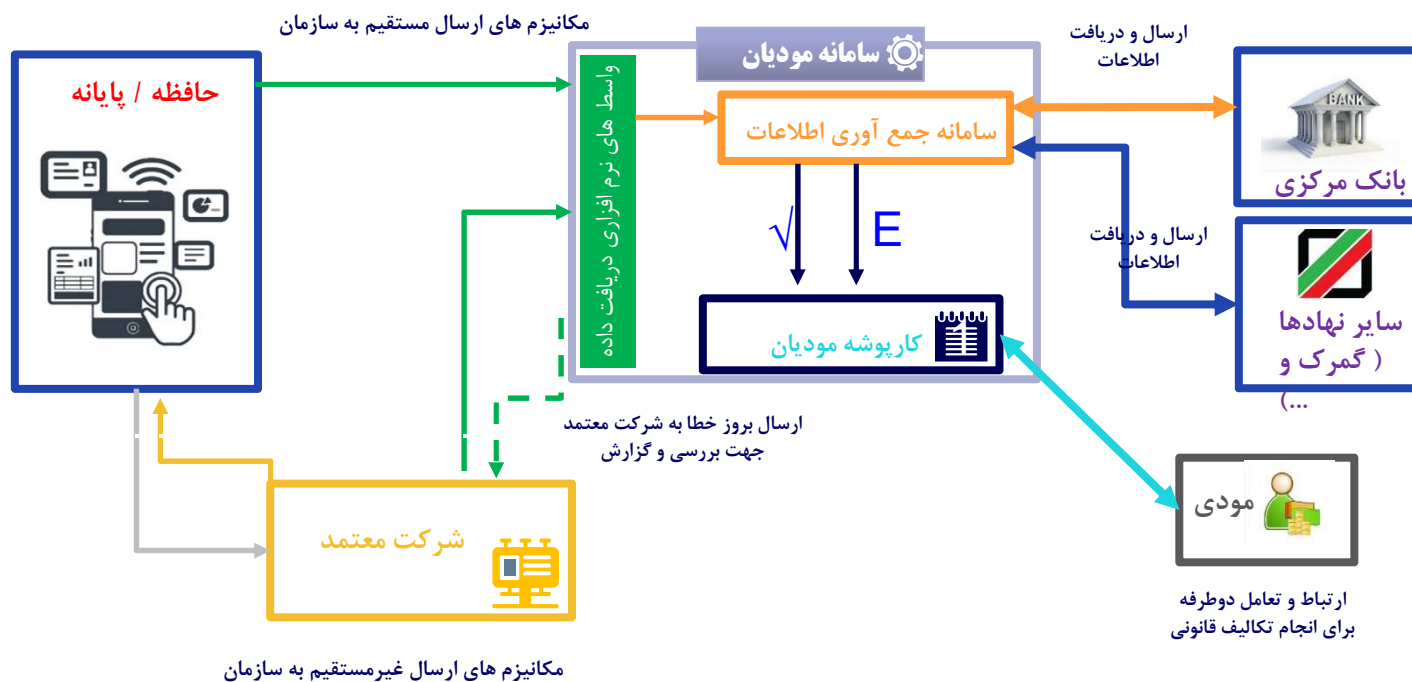 مکانیزم های ارسال مستقیم به سازمان
حافظه / پایانه
سامانه مودیان
واسط های نرم افزاری دریافت داده
سامانه جمع آوری اطلاعات
√
E
کارپوشه مودیان
ارسال و دریافت
اطلاعات
BANK
بانک مرکزی
ارسال و دریافت
اطلاعات
سایر نهادها
( گمرک و
...)
ارسال بروز خطا به شرکت معتمد
جهت بررسی و گزارش
شرکت معتمد
مودی
ارتباط و تعامل دوطرفه
برای انجام تکالیف قانونی
مکانیزم های ارسال غیرمستقیم به سازمان